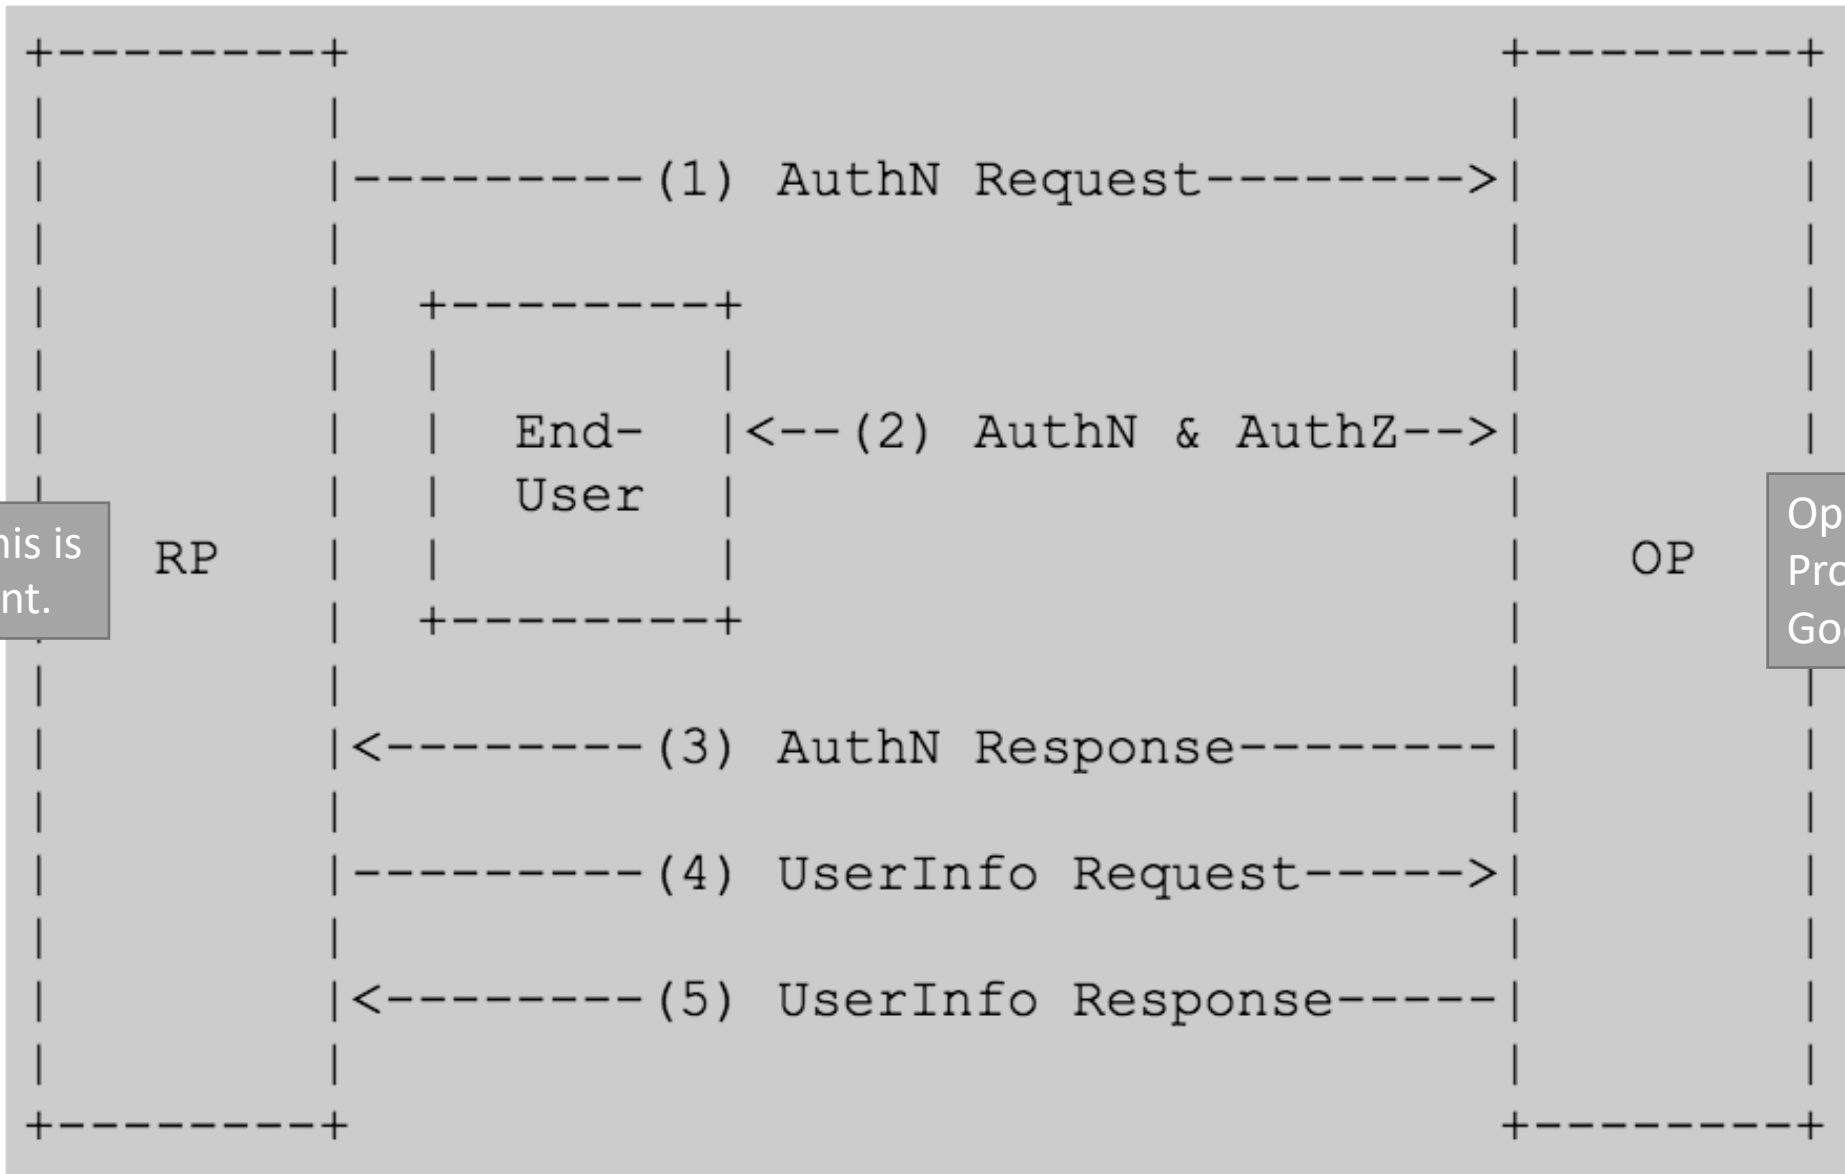 (1) AuthN Request
End-
User
(2) AuthN & AuthZ
is
RP
OP
(3) AuthN Response
(4) UserInfo Request
(5) UserInfo Response